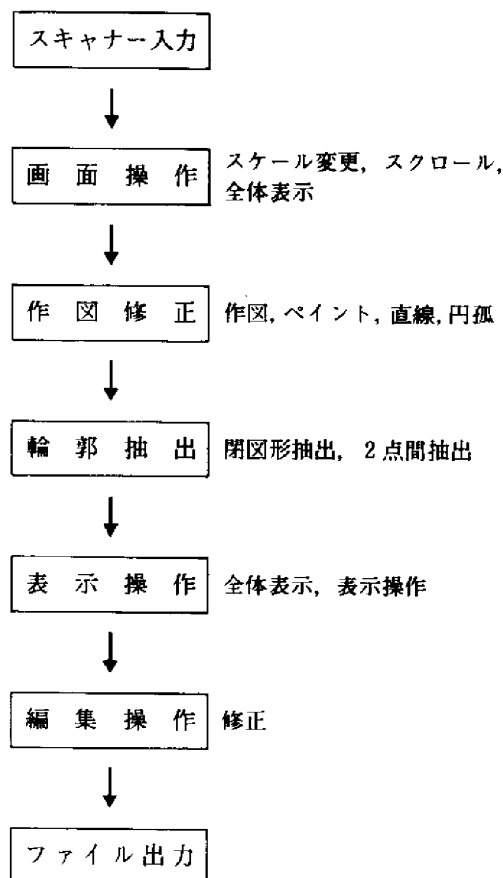 スキャナー入力
画面操作
スケール変更, スクロール,
全体表示
作図修正
作図, ペイント, 直線, 円孤
輪郭抽出
閉図形抽出, 2点間抽出
表示操作
全体表示, 表示操作
編集操作
修正
ファイル出力